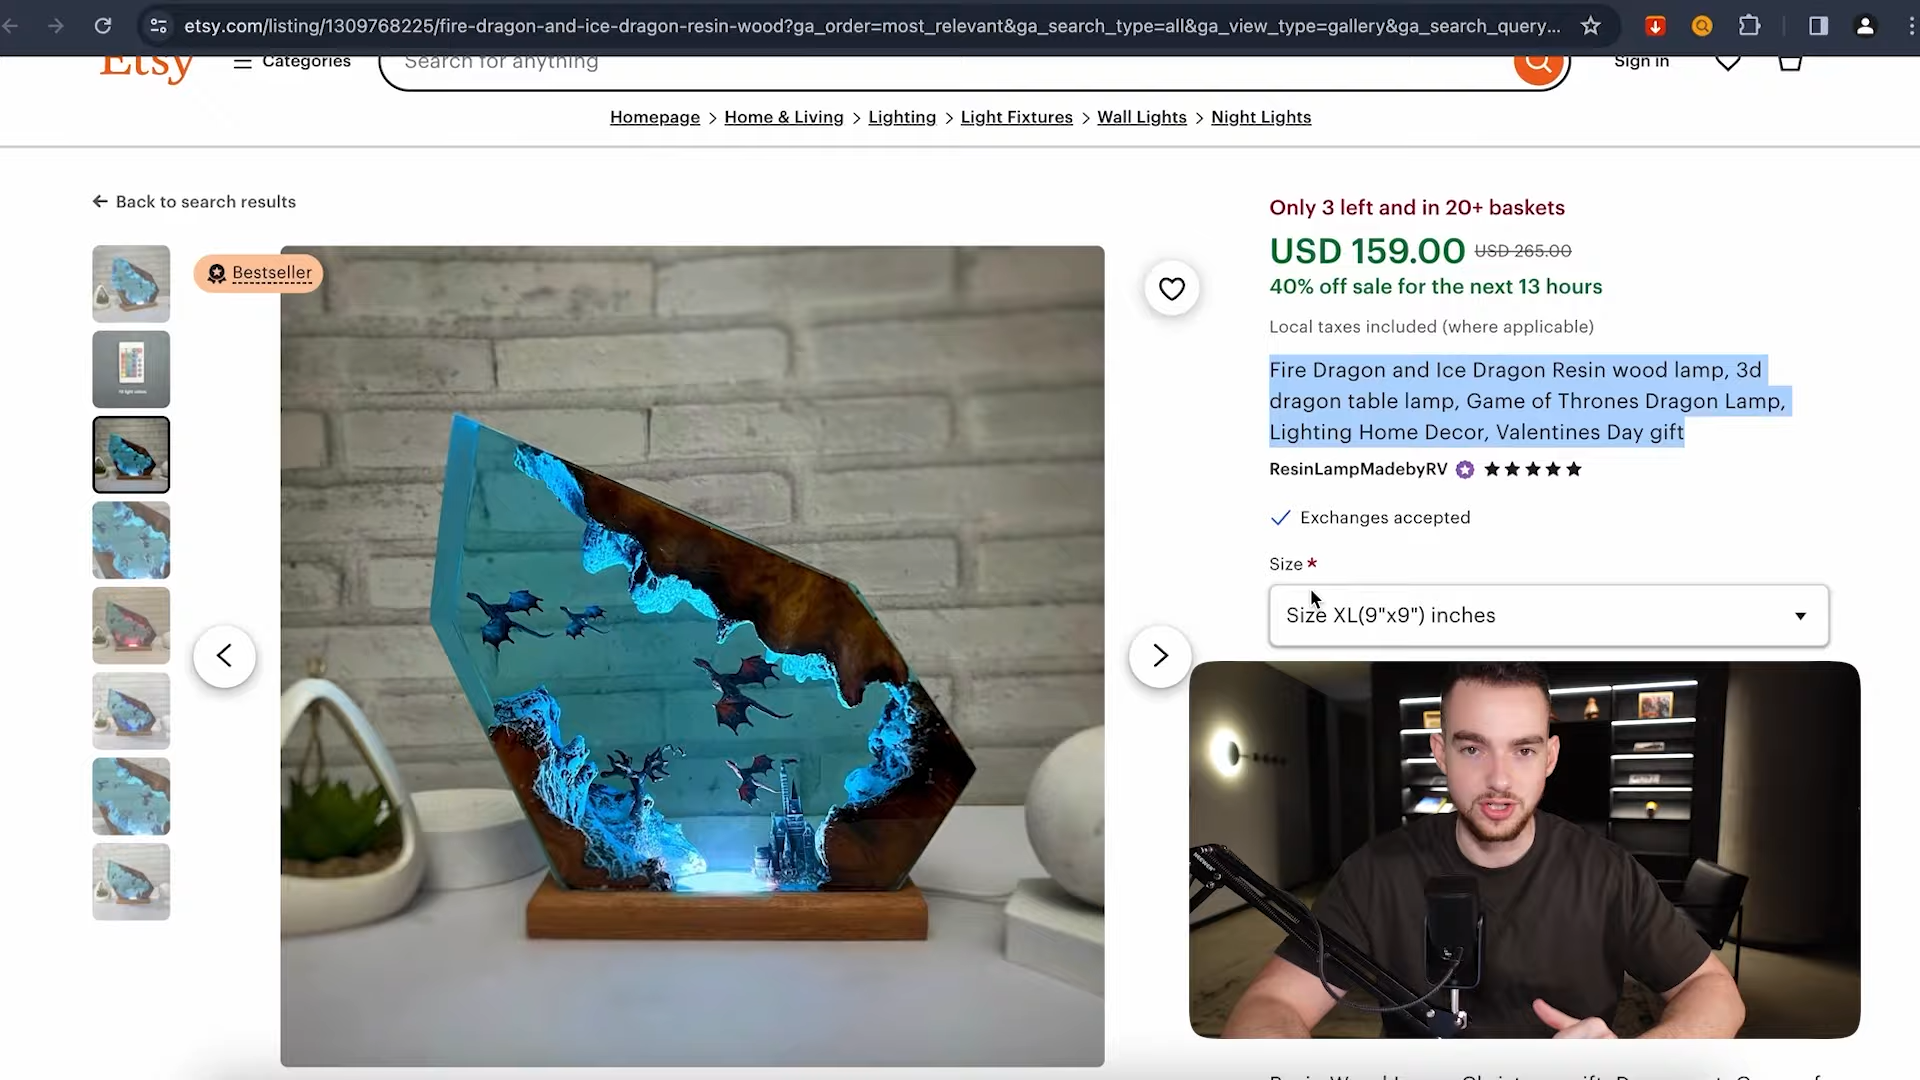 etsy.com/listing/1309768225/fire-dragon-and-ice-dragon-resin-wood?ga_order=most_relevant&ga_search_type=all&ga_view_type=gallery&ga_search_query...
Etsy
Categories
Search for anything
Sign in
Homepage > Home & Living > Lighting > Light Fixtures > Wall Lights > Night Lights
Back to search results
Bestseller
Only 3 left and in 20+ baskets
USD 159.00 USD 265.00
40% off sale for the next 13 hours
Local taxes included (where applicable)
Fire Dragon and Ice Dragon Resin wood lamp, 3d
dragon table lamp, Game of Thrones Dragon Lamp,
Lighting Home Decor, Valentines Day gift
ResinLampMadebyRV
Exchanges accepted
Size *
Size XL(9"x9") inches